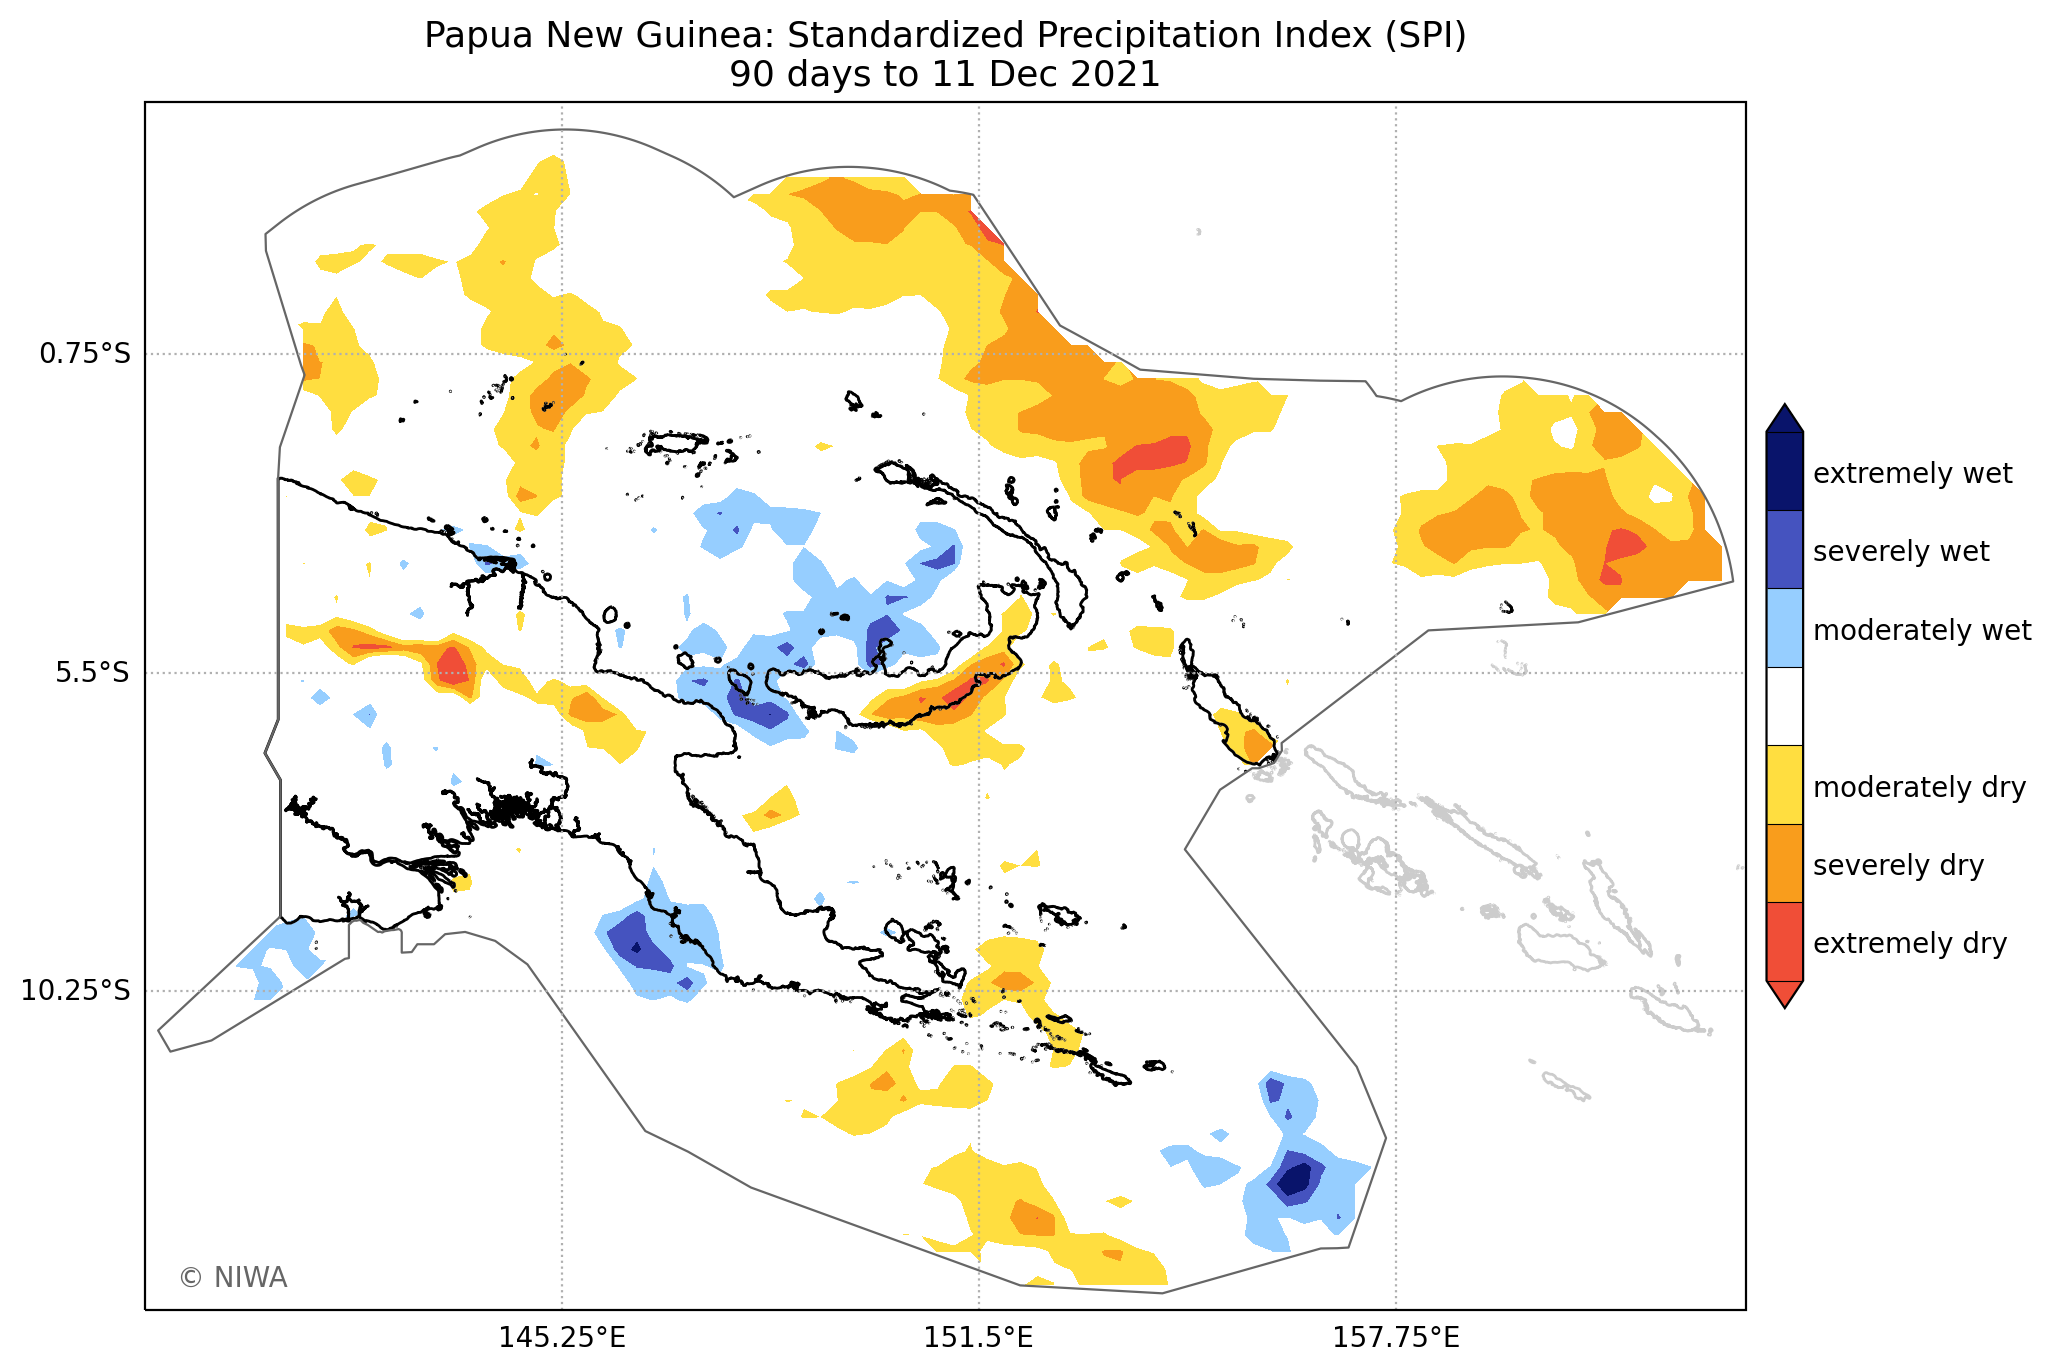 Papua New Guinea: Standardized Precipitation Index (SPI)
90 days to 11 Dec 2021
0.75°S
5.5°S
10.25°S
145.25°E
151.5°E
157.75°E
extremely wet
severely wet
moderately wet
moderately dry
severely dry
extremely dry
© NIWA